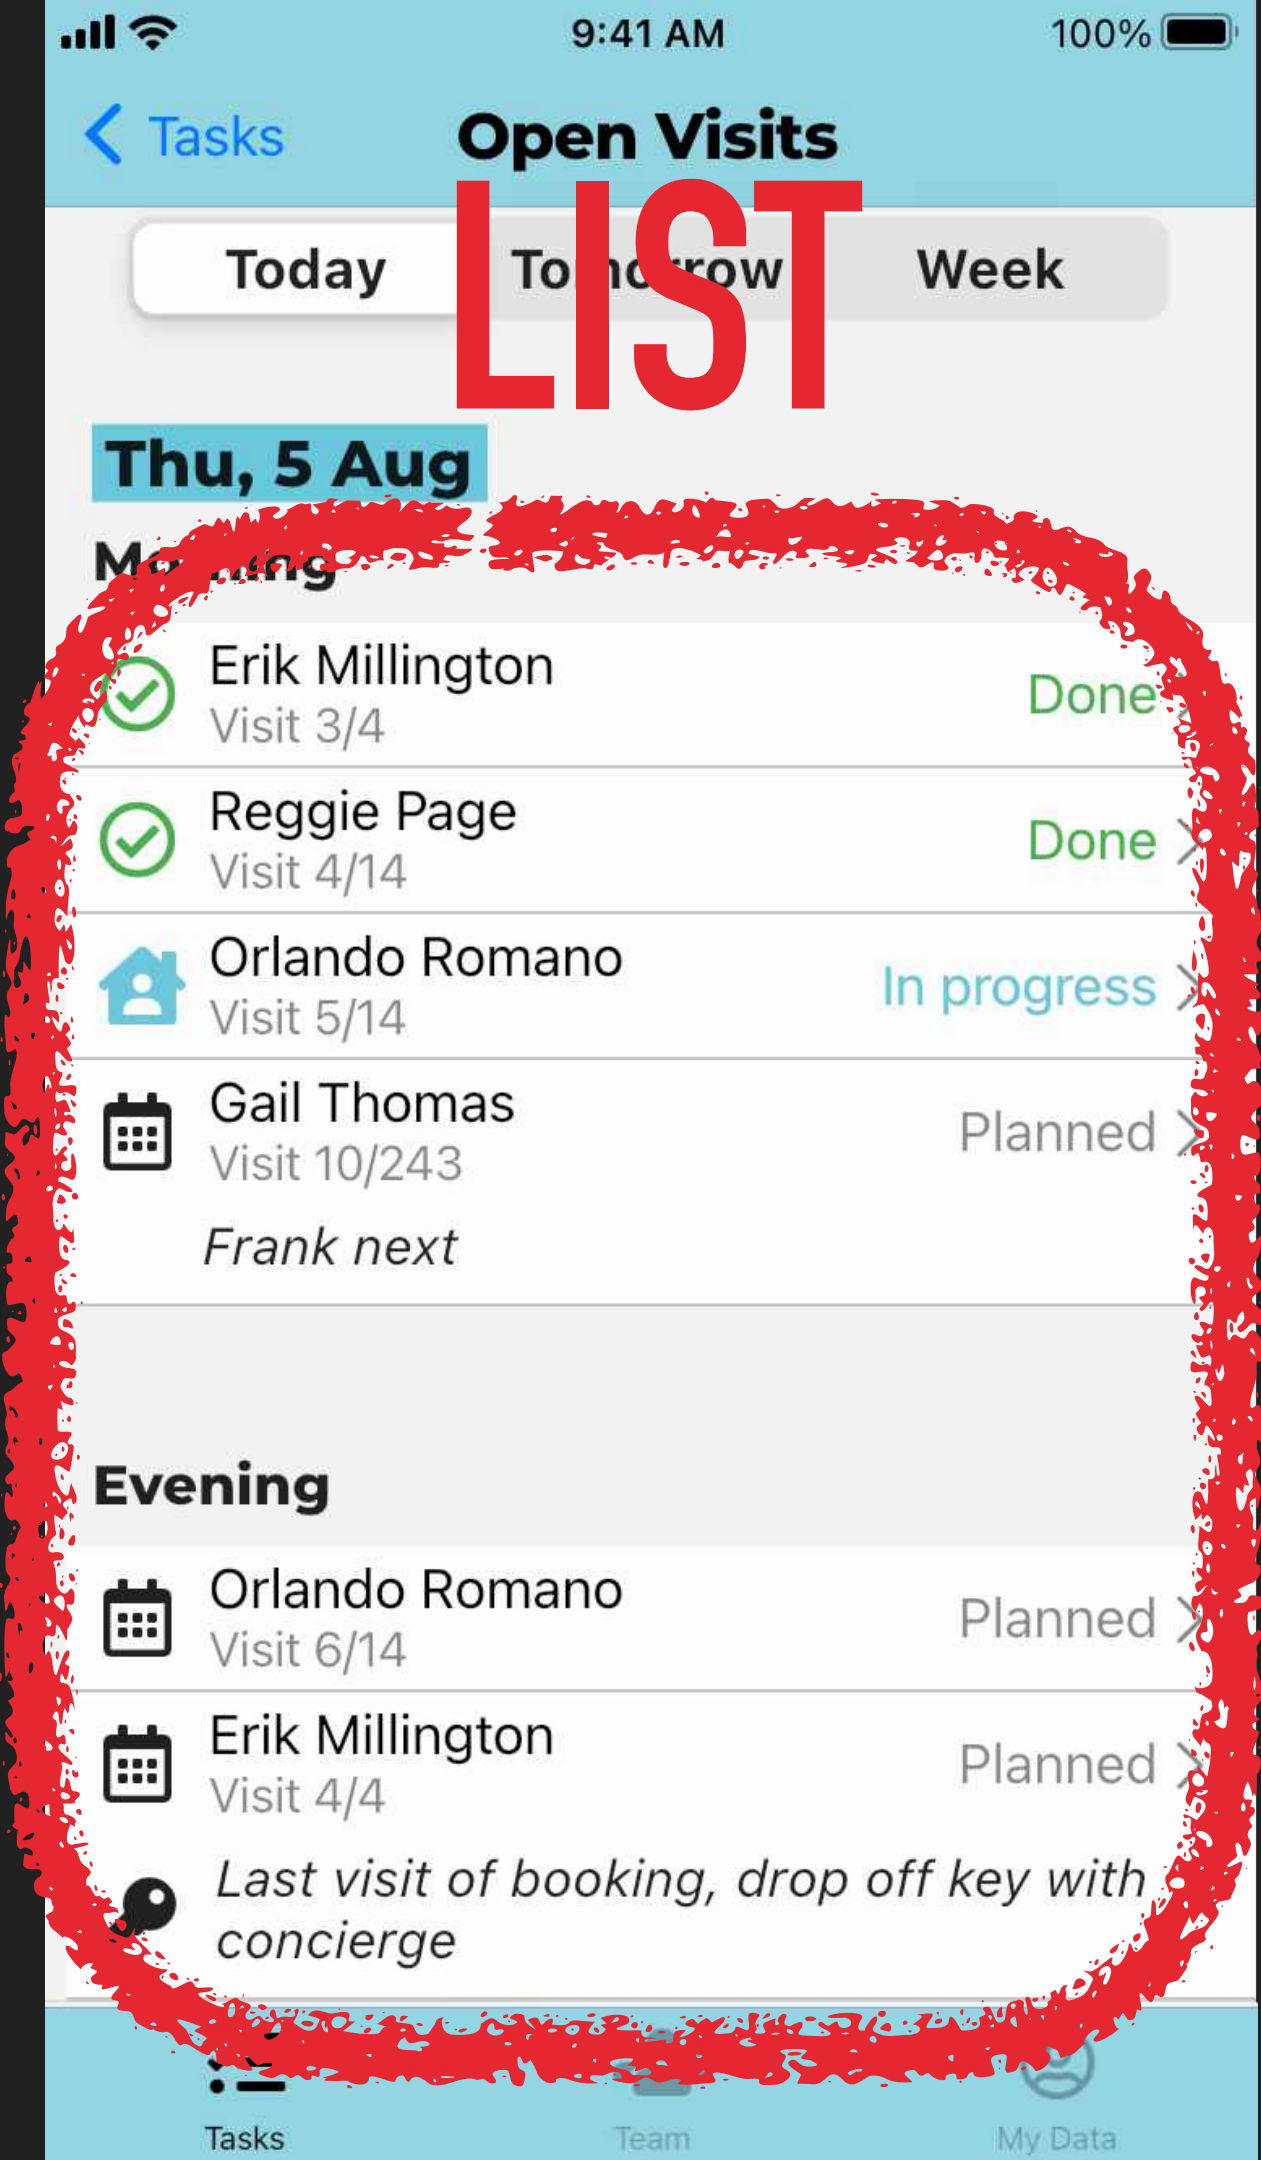 9:41 AM
100%
Tasks
Open Visits
LIST
Today
Tomorrow
Week
Thu, 5 Aug
Morning
Erik Millington
Done
Visit 3/4
Reggie Page
Done
Visit 4/14
Orlando Romano
In progress
Visit 5/14
Gail Thomas
Planned
Visit 10/243
Frank next
Evening
Orlando Romano
Planned
Visit 6/14
Erik Millington
Planned
Visit 4/4
Last visit of booking, drop off key with
concierge
Tasks
Team
My Data